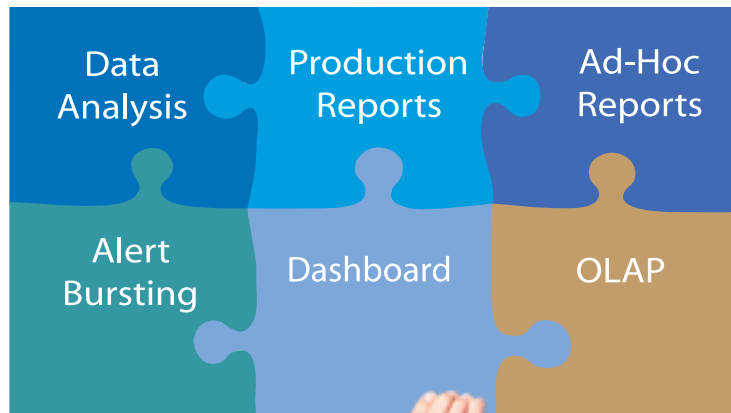 Data
Analysis
Production
Reports
Ad-Hoc
Reports
Alert
Bursting
Dashboard
OLAP